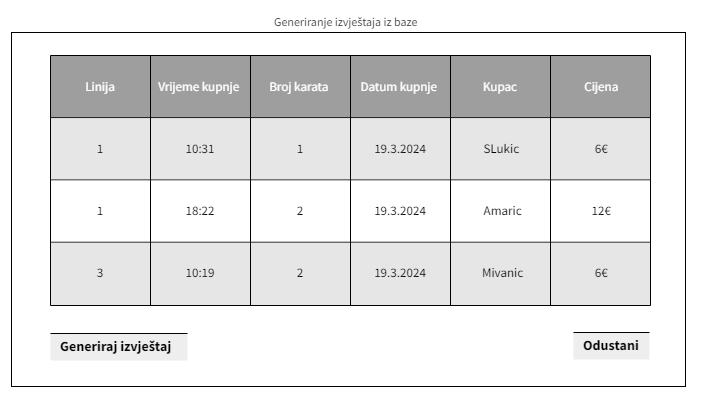 Generiranje izvještaja iz baze
Linija Vrijeme kupnje Broj karata Datum kupnje Kupac Cijena
1 10:31 1 19.3.2024 SLukic 6€
1 18:22 2 19.3.2024 Amaric 12€
3 10:19 2 19.3.2024 Mivanic 6€
Generiraj izvještaj Odustani